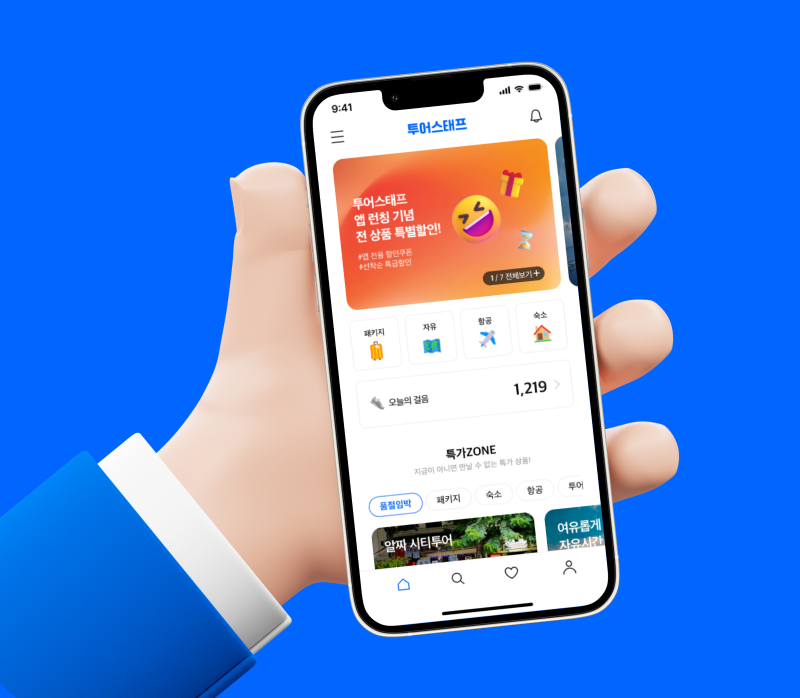 9:41
투어스태프
투어스태프
앱 런칭 기념
전 상품 특별할인!
#앱 전용 할인쿠폰
#선착순 특급할인
1 / 7 전체보기 +
패키지
자유
항공
숙소
오늘의 걸음
1,219
특가ZONE
지금이 아니면 만날 수 없는 특가 상품!
품절임박
패키지
숙소
항공
투어
알짜 시티투어
여유롭게
자유시간